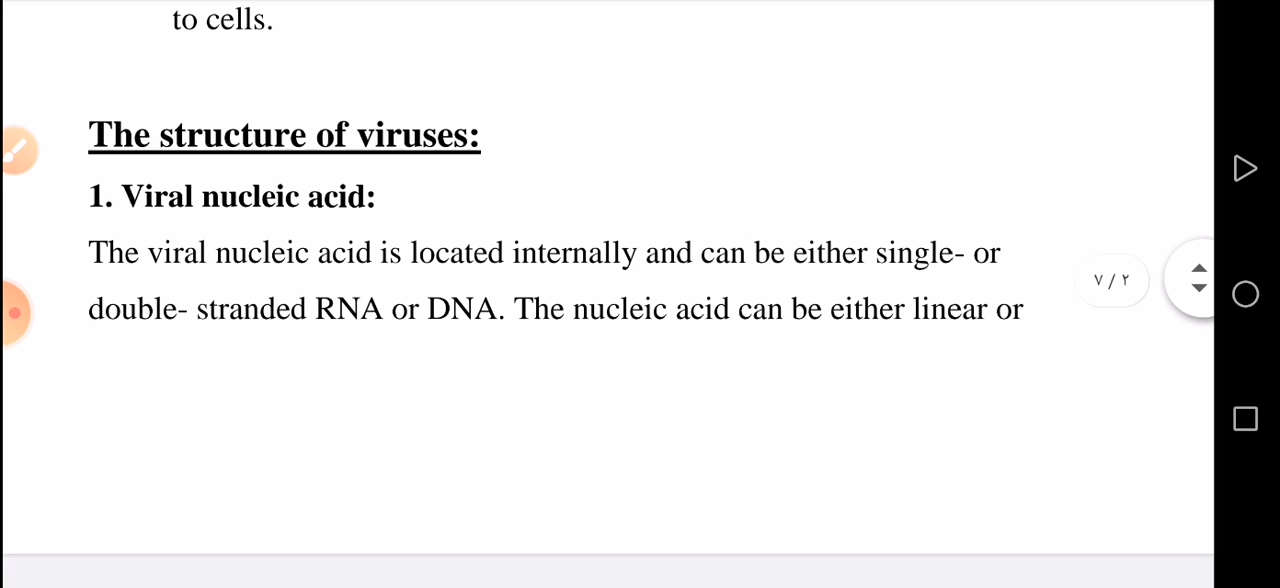 to cells.
The structure of viruses:
1. Viral nucleic acid:
The viral nucleic acid is located internally and can be either single- or
٧ / ٢
double- stranded RNA or DNA. The nucleic acid can be either linear or